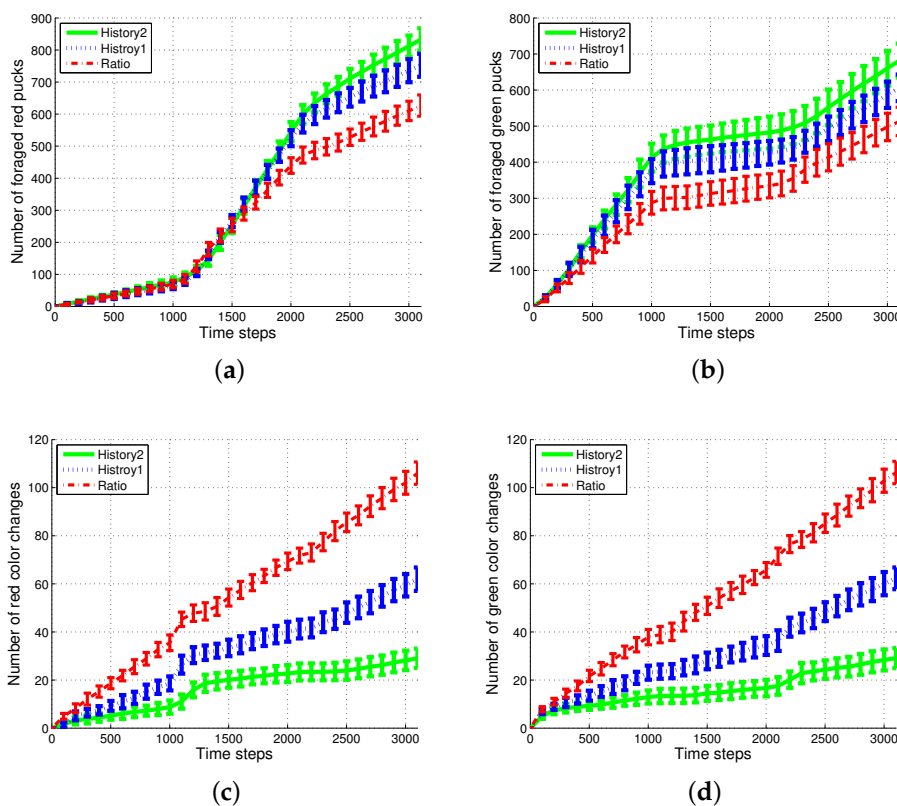 900
800
700
600
500
400
300
200
100
0
Number of foraged red pucks
History2
Histroy1
Ratio
0 500 1000 1500 2000 2500 3000
Time steps
(a)
800
700
600
500
400
300
200
100
0
Number of foraged green pucks
History2
Histroy1
Ratio
0 500 1000 1500 2000 2500 3000
Time steps
(b)
120
100
80
60
40
20
0
Number of red color changes
History2
Histroy1
Ratio
0 500 1000 1500 2000 2500 3000
Time steps
(c)
120
100
80
60
40
20
0
Number of green color changes
History2
Histroy1
Ratio
0 500 1000 1500 2000 2500 3000
Time steps
(d)